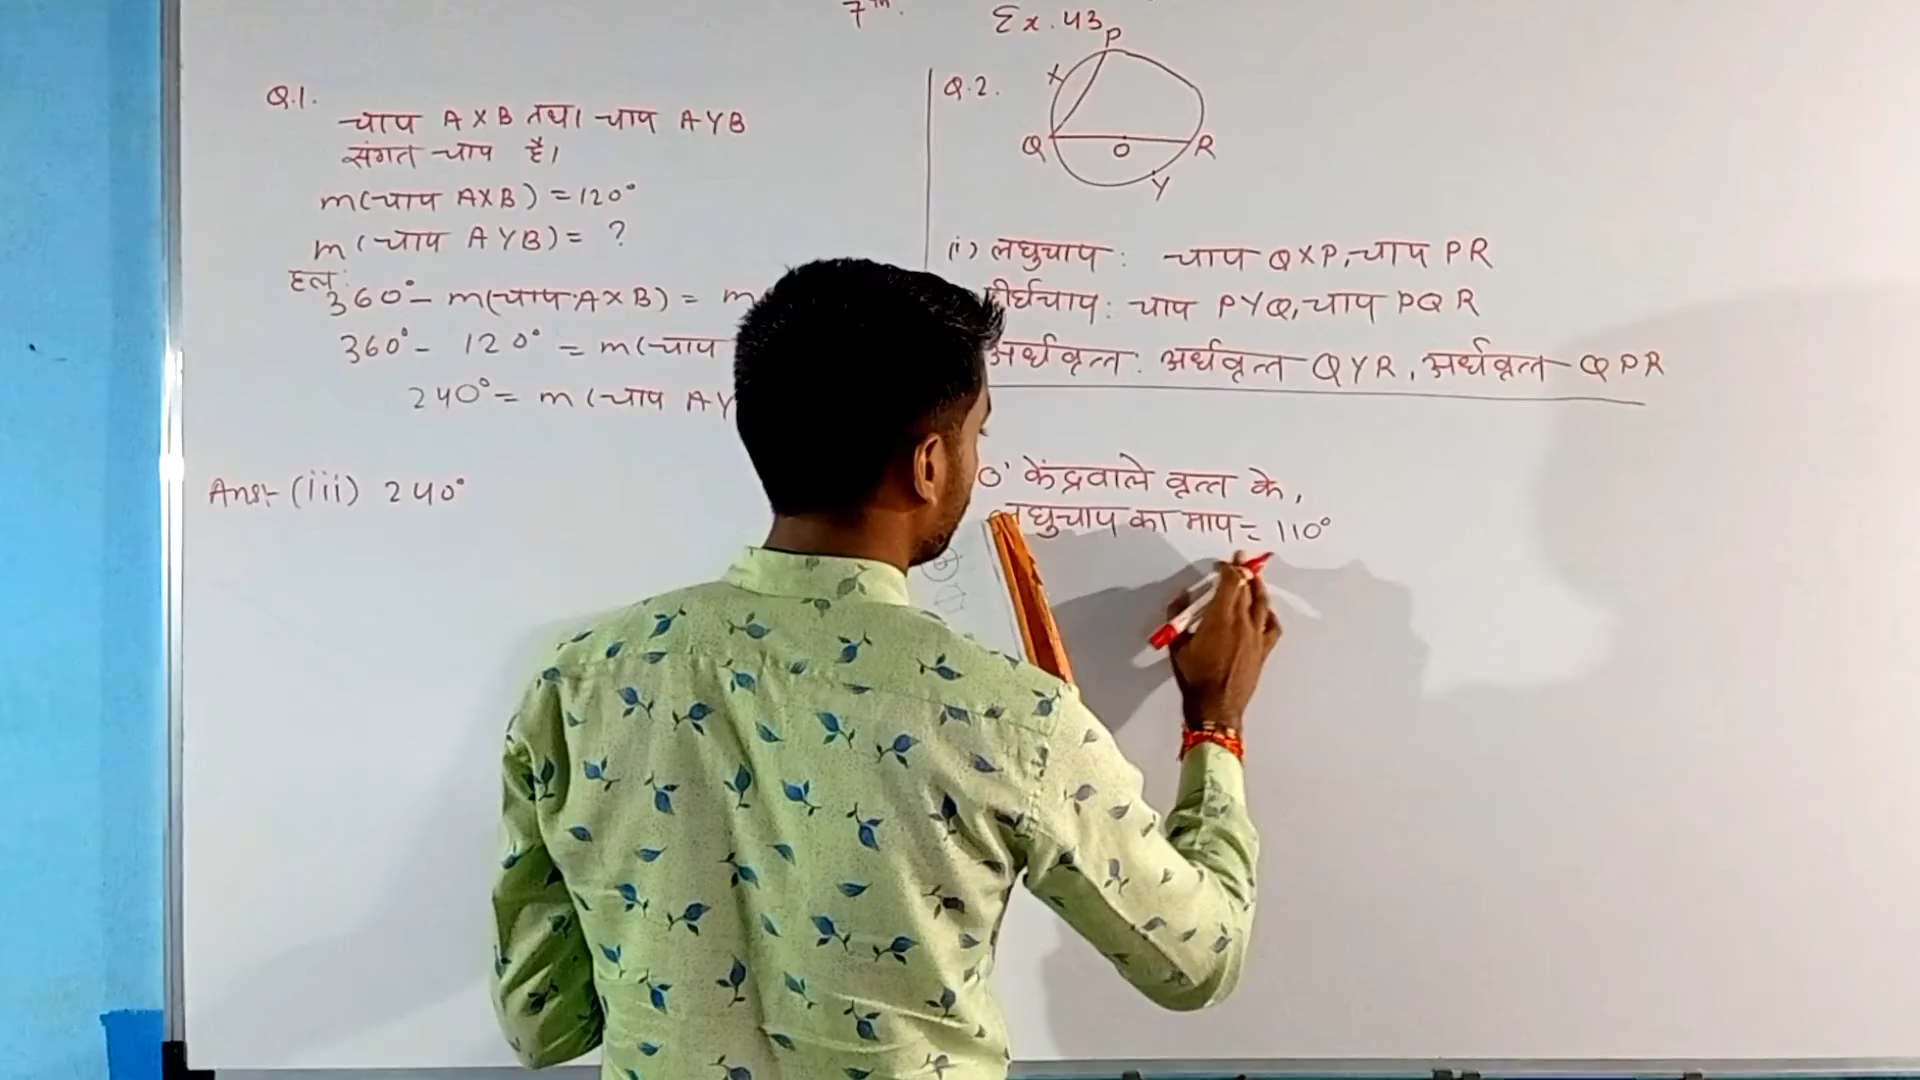 7th.
Ex. 43
Q.1.
चाप AXB तथा चाप AYB
संगत चाप है।
m(चाप AXB) = 120°
m(चाप AYB) = ?
हल:
360° - m(चाप AXB) = m
360° - 120° = m(चाप
240° = m(चाप AY
Ans:- (iii) 240°
Q.2.
P
X
Q
O
R
Y
(i) लघुचाप : चाप QXP, चाप PR
र्घचाप : चाप PYQ, चाप PQR
अर्धवृत्त : अर्धवृत्त QYR, अर्धवृत्त QPR
O' केंद्रवाले वृत्त के,
घुचाप का माप = 110°